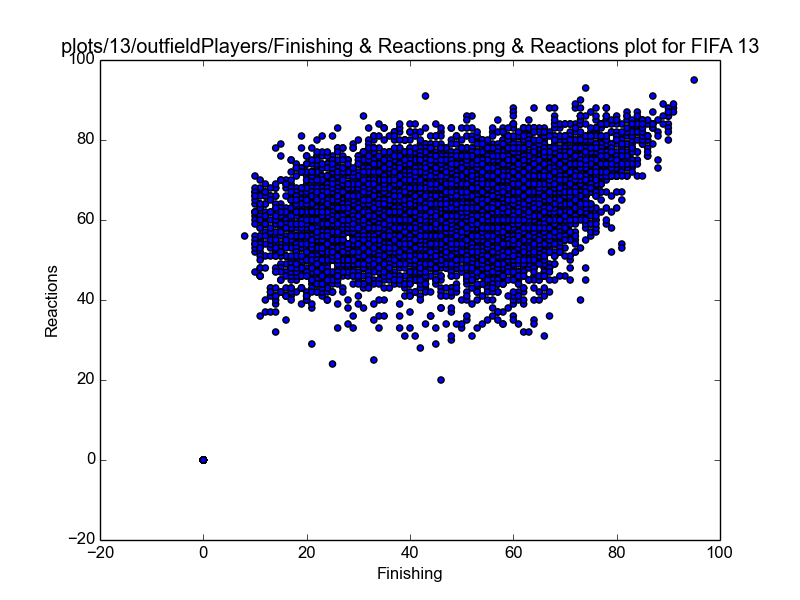 plots/13/outfieldPlayers/Finishing & Reactions.png & Reactions plot for FIFA 13
100
80
60
40
20
0
−20
Reactions
−20 0 20 40 60 80 100
Finishing